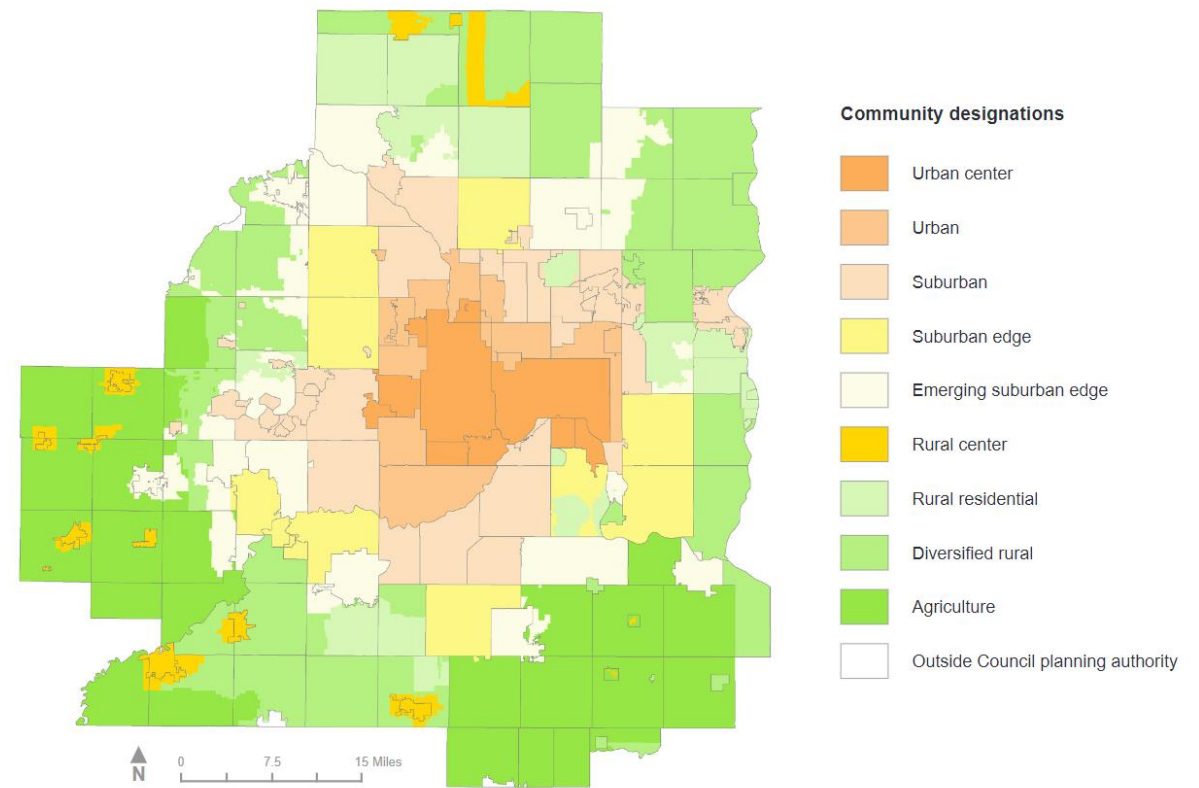 Community designations
Urban center
Urban
Suburban
Suburban edge
Emerging suburban edge
Rural center
Rural residential
Diversified rural
Agriculture
Outside Council planning authority
N
0 7.5 15 Miles